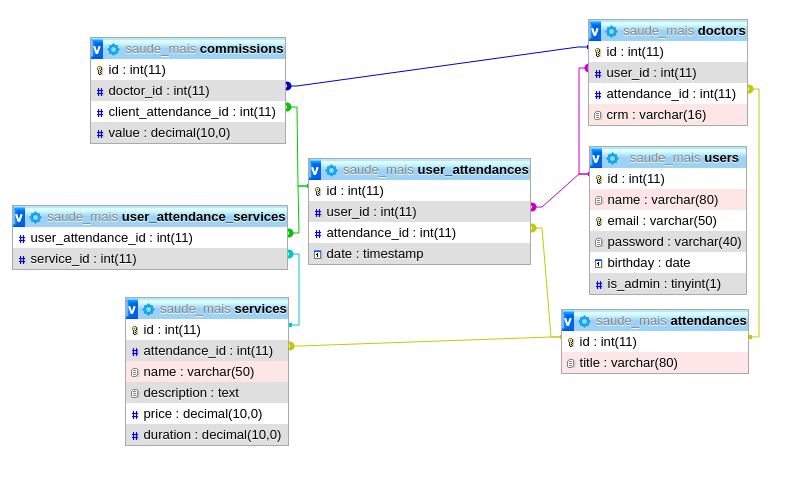 v saude_mais commissions
id : int(11)
# doctor_id : int(11)
# client_attendance_id : int(11)
# value : decimal(10,0)
v saude_mais doctors
id : int(11)
# user_id : int(11)
# attendance_id : int(11)
crm : varchar(16)
v saude_mais users
id : int(11)
name : varchar(80)
email : varchar(50)
password : varchar(40)
birthday : date
# is_admin : tinyint(1)
v saude_mais user_attendances
id : int(11)
# user_id : int(11)
# attendance_id : int(11)
date : timestamp
v saude_mais user_attendance_services
# user_attendance_id : int(11)
# service_id : int(11)
v saude_mais services
id : int(11)
# attendance_id : int(11)
name : varchar(50)
description : text
# price : decimal(10,0)
# duration : decimal(10,0)
v saude_mais attendances
id : int(11)
title : varchar(80)